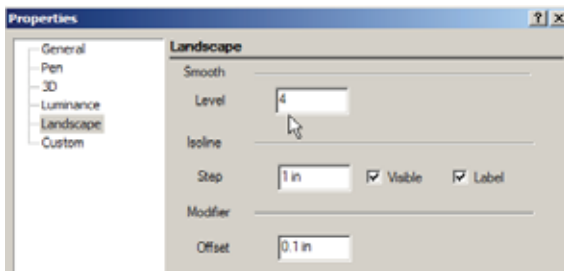 Properties
General
Pen
3D
Luminance
Landscape
Custom
Landscape
Smooth
Level 4
Isoline
Step 1 in Visible Label
Modifier
Offset 0.1 in